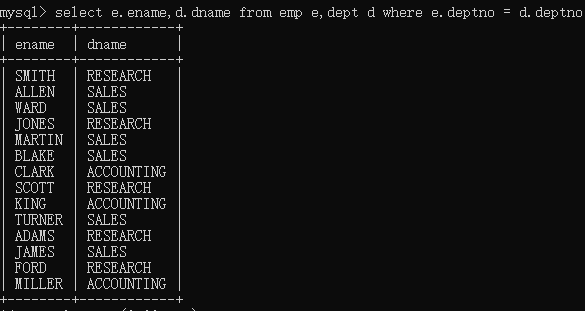 mysql> select e.ename,d.dname from emp e,dept d where e.deptno = d.deptno
+--------+------------+
| ename  | dname      |
+--------+------------+
| SMITH  | RESEARCH   |
| ALLEN  | SALES      |
| WARD   | SALES      |
| JONES  | RESEARCH   |
| MARTIN | SALES      |
| BLAKE  | SALES      |
| CLARK  | ACCOUNTING |
| SCOTT  | RESEARCH   |
| KING   | ACCOUNTING |
| TURNER | SALES      |
| ADAMS  | RESEARCH   |
| JAMES  | SALES      |
| FORD   | RESEARCH   |
| MILLER | ACCOUNTING |
+--------+------------+